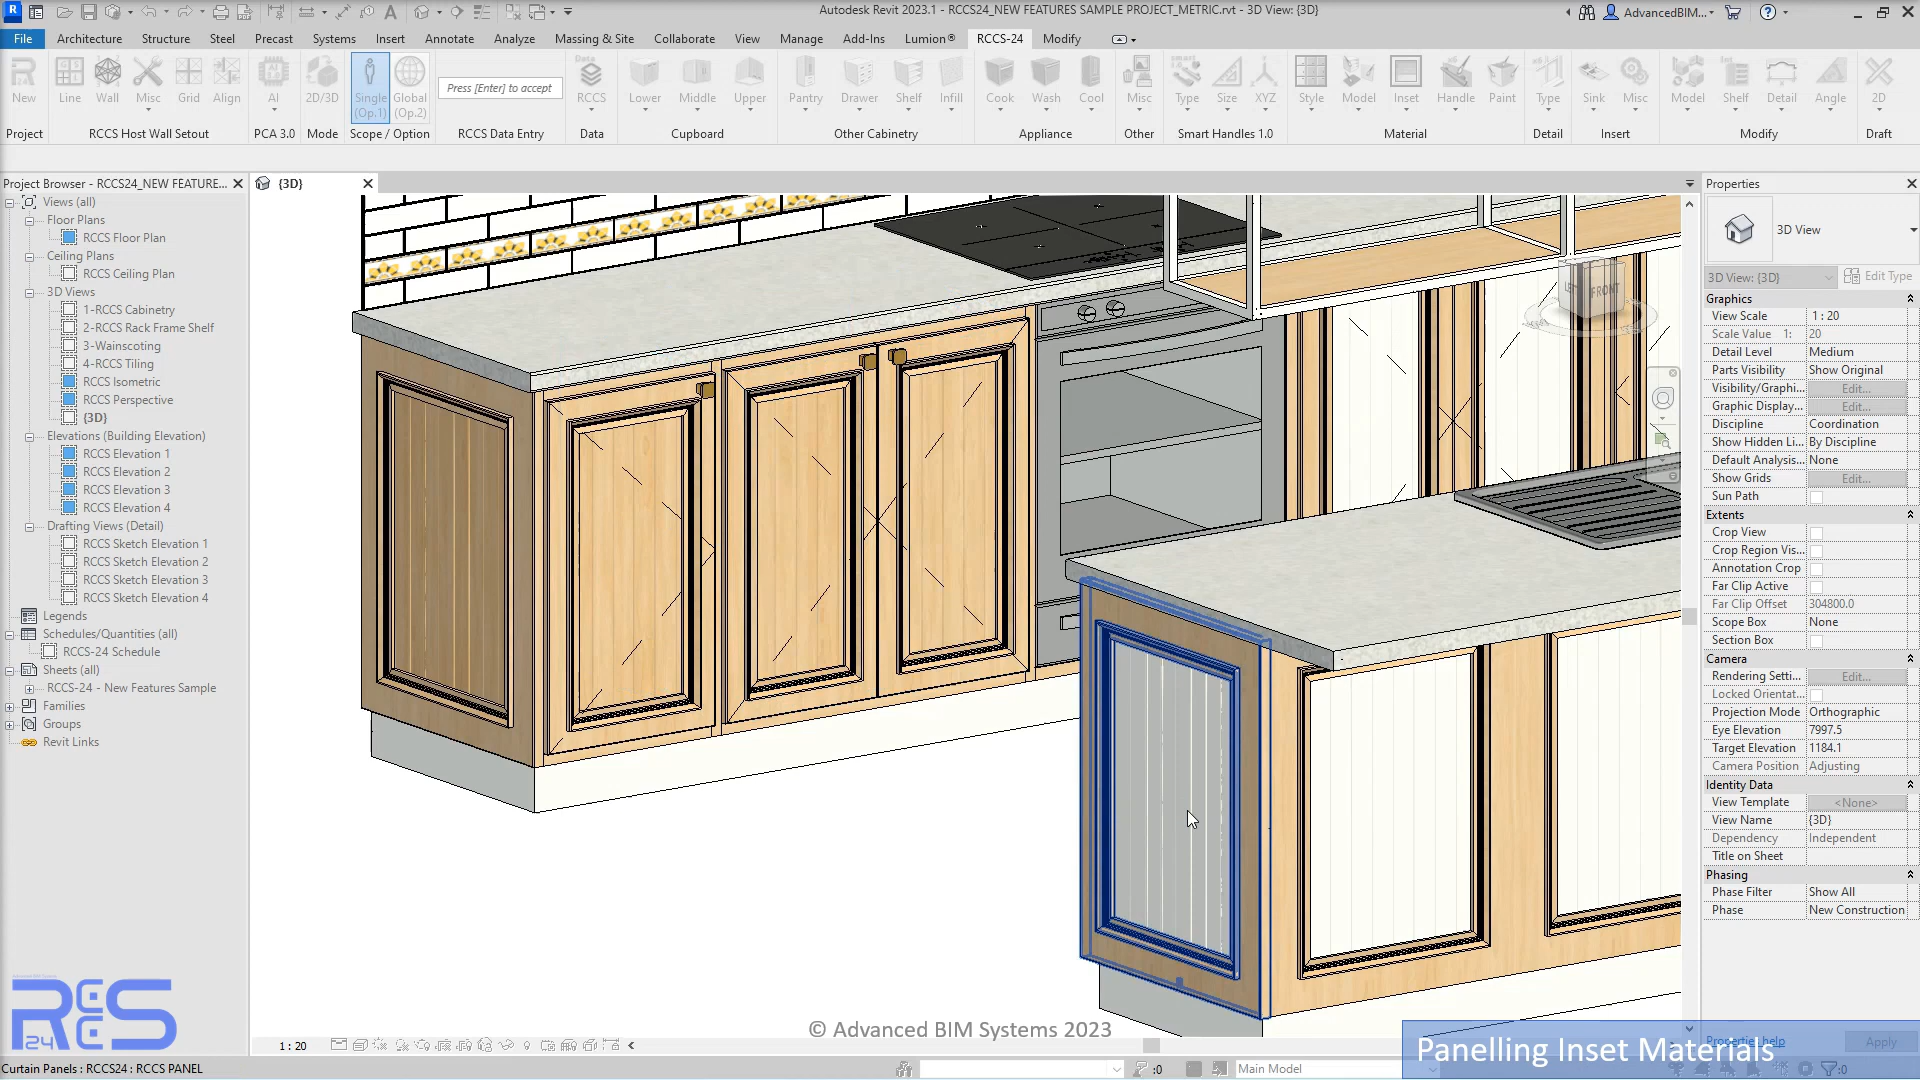 Autodesk Revit 2023.1 - RCCS24_NEW FEATURES SAMPLE PROJECT_METRIC.rvt - 3D View: {3D}
AdvancedBIM...
File Architecture Structure Steel Precast Systems Insert Annotate Analyze Massing & Site Collaborate View Manage Add-Ins Lumion® RCCS-24 Modify
New Line Wall Misc Grid Align AI 2D/3D Single (Op.1) Global (Op.2) Press [Enter] to accept RCCS Lower Middle Upper Pantry Drawer Shelf Infill Cook Wash Cool Misc Type Size XYZ Style Model Inset Handle Paint Type Sink Misc Model Shelf Detail Angle 2D
Project RCCS Host Wall Setout PCA 3.0 Mode Scope / Option RCCS Data Entry Data Cupboard Other Cabinetry Appliance Other Smart Handles 1.0 Material Detail Insert Modify Draft
Project Browser - RCCS24_NEW FEATURE...
{3D}
Views (all)
Floor Plans
RCCS Floor Plan
Ceiling Plans
RCCS Ceiling Plan
3D Views
1-RCCS Cabinetry
2-RCCS Rack Frame Shelf
3-Wainscoting
4-RCCS Tiling
RCCS Isometric
RCCS Perspective
{3D}
Elevations (Building Elevation)
RCCS Elevation 1
RCCS Elevation 2
RCCS Elevation 3
RCCS Elevation 4
Drafting Views (Detail)
RCCS Sketch Elevation 1
RCCS Sketch Elevation 2
RCCS Sketch Elevation 3
RCCS Sketch Elevation 4
Legends
Schedules/Quantities (all)
RCCS-24 Schedule
Sheets (all)
RCCS-24 - New Features Sample
Families
Groups
Revit Links
FRONT
Properties
3D View
3D View: {3D} Edit Type
Graphics
View Scale 1 : 20
Scale Value 1: 20
Detail Level Medium
Parts Visibility Show Original
Visibility/Graphi... Edit...
Graphic Display... Edit...
Discipline Coordination
Show Hidden Li... By Discipline
Default Analysis... None
Show Grids Edit...
Sun Path
Extents
Crop View
Crop Region Vis...
Annotation Crop
Far Clip Active
Far Clip Offset 304800.0
Scope Box None
Section Box
Camera
Rendering Setti... Edit...
Locked Orientat...
Projection Mode Orthographic
Eye Elevation 7997.5
Target Elevation 1184.1
Camera Position Adjusting
Identity Data
View Template <None>
View Name {3D}
Dependency Independent
Title on Sheet
Phasing
Phase Filter Show All
Phase New Construction
Properties help Apply
RCCS
24
© Advanced BIM Systems 2023
1 : 20
Panelling Inset Materials
Curtain Panels : RCCS24 : RCCS PANEL
:0
Main Model
:0